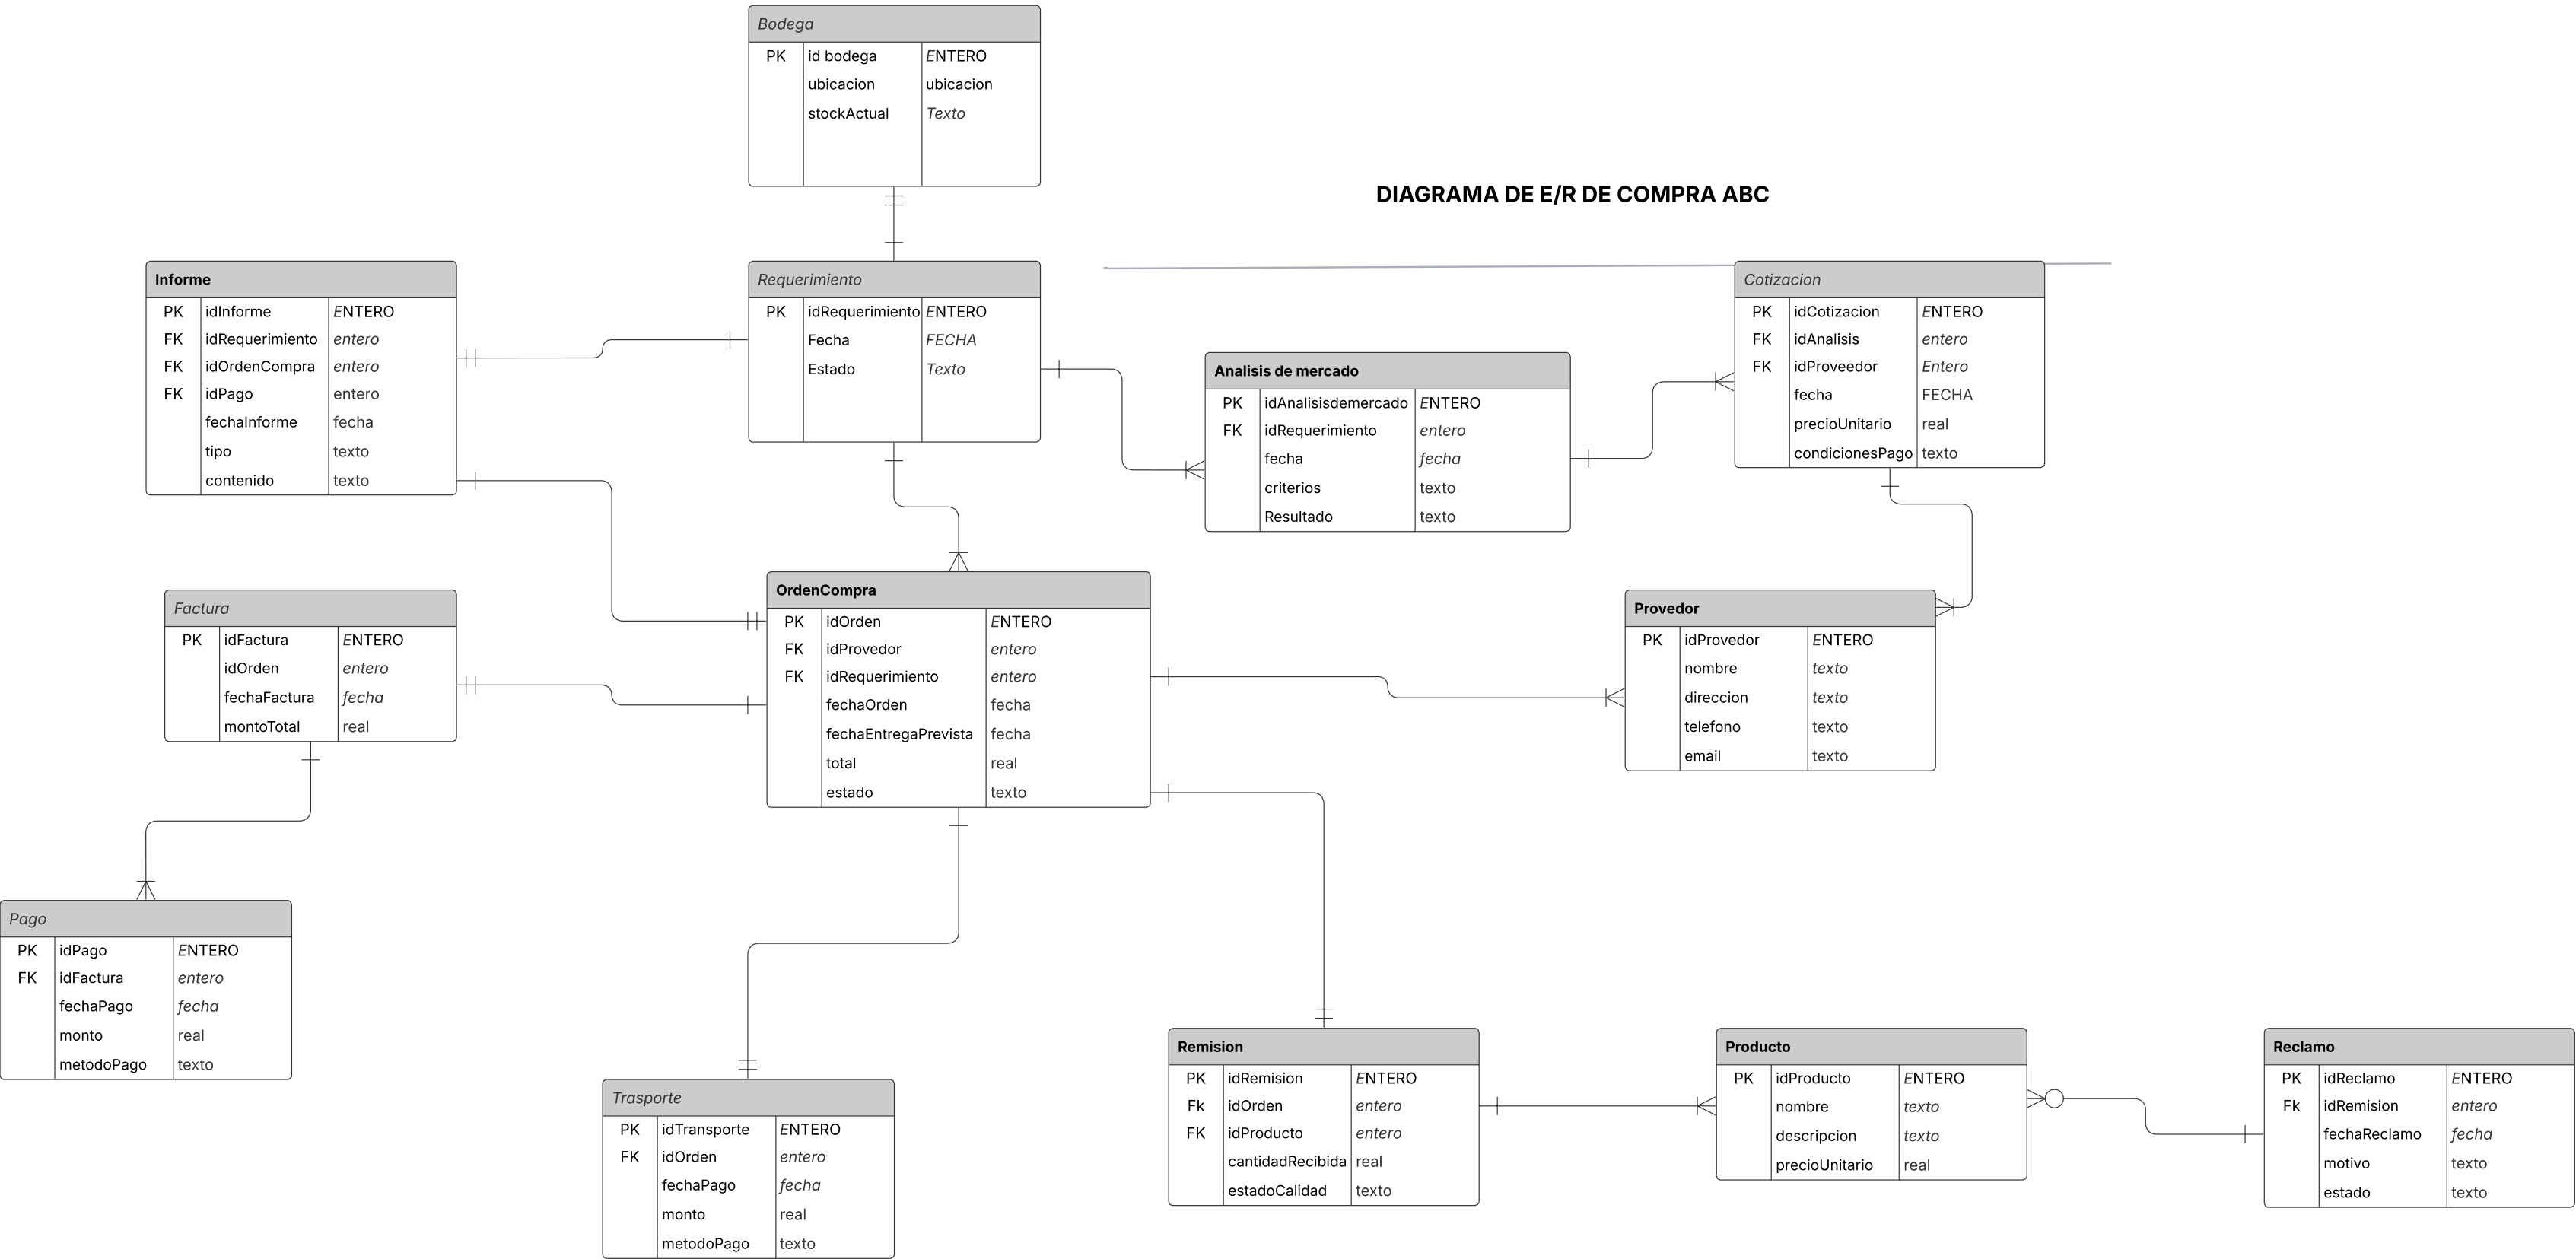 Bodega
PK id bodega ENTERO
ubicacion ubicacion
stockActual Texto
DIAGRAMA DE E/R DE COMPRA ABC
Informe
PK idInforme ENTERO
FK idRequerimiento entero
FK idOrdenCompra entero
FK idPago entero
fechaInforme fecha
tipo texto
contenido texto
Requerimiento
PK idRequerimiento ENTERO
Fecha FECHA
Estado Texto
Analisis de mercado
PK idAnalisisdemercado ENTERO
FK idRequerimiento entero
fecha fecha
criterios texto
Resultado texto
Cotizacion
PK idCotizacion ENTERO
FK idAnalisis entero
FK idProveedor Entero
fecha FECHA
precioUnitario real
condicionesPago texto
Factura
PK idFactura ENTERO
idOrden entero
fechaFactura fecha
montoTotal real
OrdenCompra
PK idOrden ENTERO
FK idProvedor entero
FK idRequerimiento entero
fechaOrden fecha
fechaEntregaPrevista fecha
total real
estado texto
Provedor
PK idProvedor ENTERO
nombre texto
direccion texto
telefono texto
email texto
Pago
PK idPago ENTERO
FK idFactura entero
fechaPago fecha
monto real
metodoPago texto
Trasporte
PK idTransporte ENTERO
FK idOrden entero
fechaPago fecha
monto real
metodoPago texto
Remision
PK idRemision ENTERO
Fk idOrden entero
FK idProducto entero
cantidadRecibida real
estadoCalidad texto
Producto
PK idProducto ENTERO
nombre texto
descripcion texto
precioUnitario real
Reclamo
PK idReclamo ENTERO
Fk idRemision entero
fechaReclamo fecha
motivo texto
estado texto